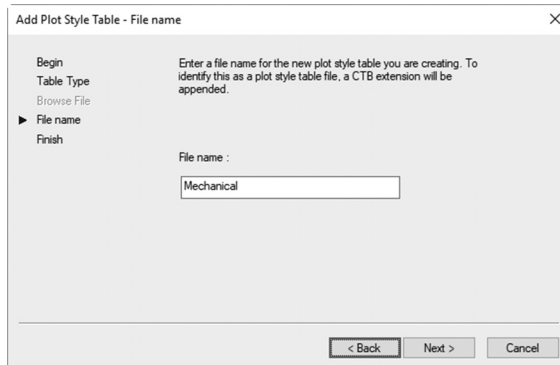 Add Plot Style Table - File name
Begin
Table Type
Browse File
File name
Finish
Enter a file name for the new plot style table you are creating. To
identify this as a plot style table file, a CTB extension will be
appended.
File name :
Mechanical
< Back
Next >
Cancel